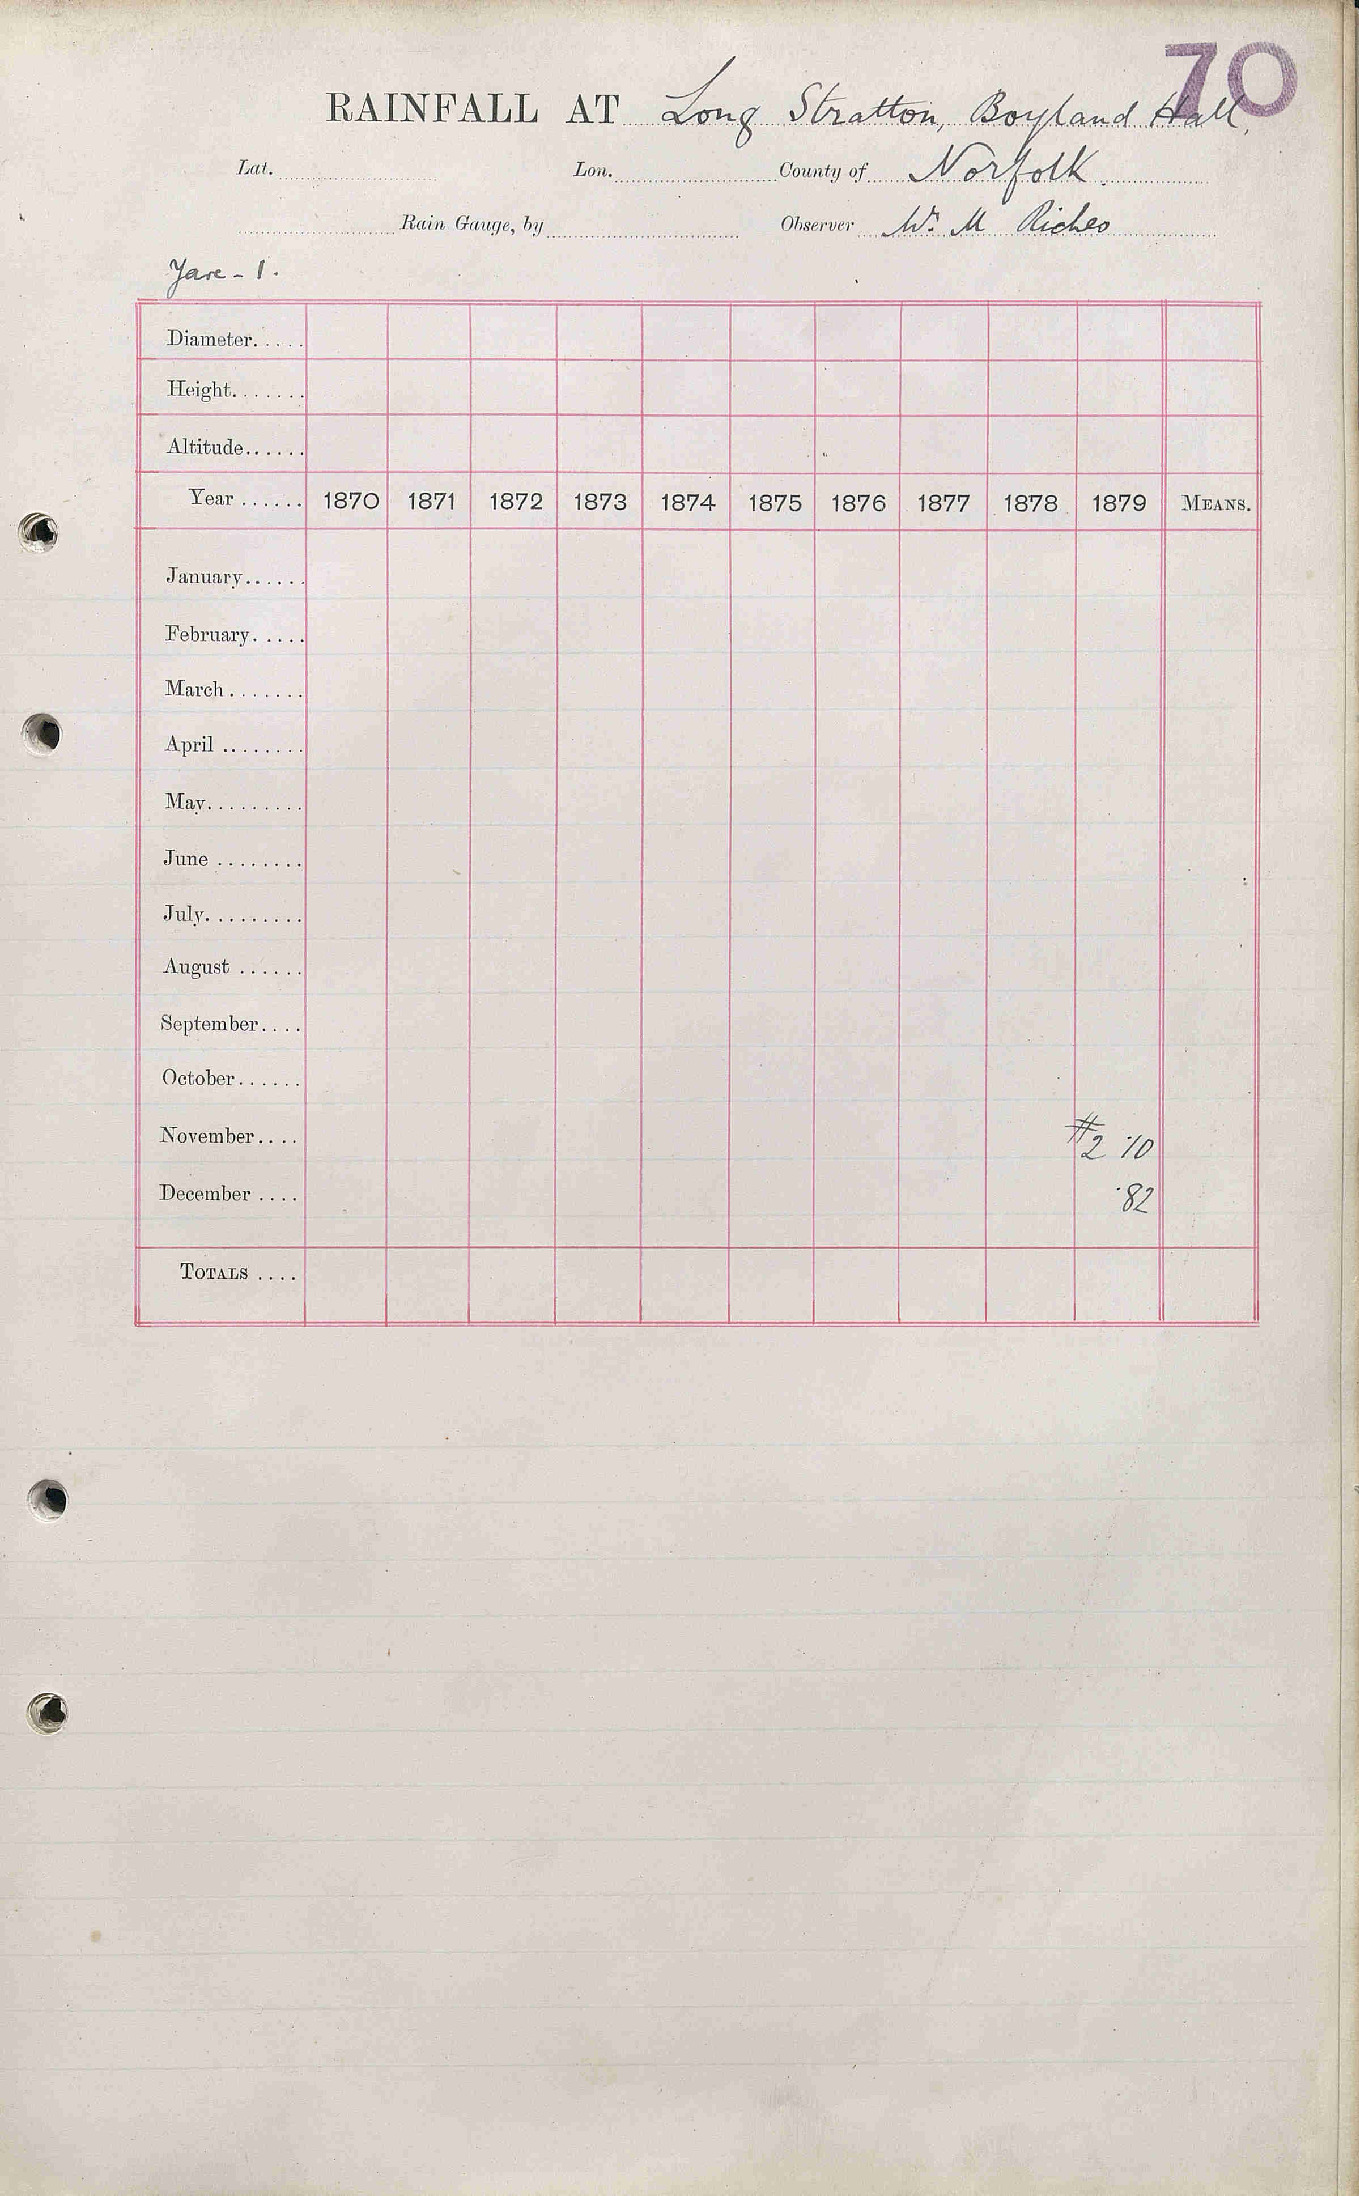 70
RAINFALL AT Long Stratton, Boyland Hall,
Lat. Lon. County of Norfolk.
Rain Gauge, by Observer Wm. M Riches
Yare - 1.
Diameter.....
Height.......
Altitude......
Year ...... 1870 1871 1872 1873 1874 1875 1876 1877 1878 1879 MEANS.
January......
February.....
March.......
April ........
May.........
June ........
July.........
August ......
September....
October......
November.... #2 ·10
December .... ·82
TOTALS ....